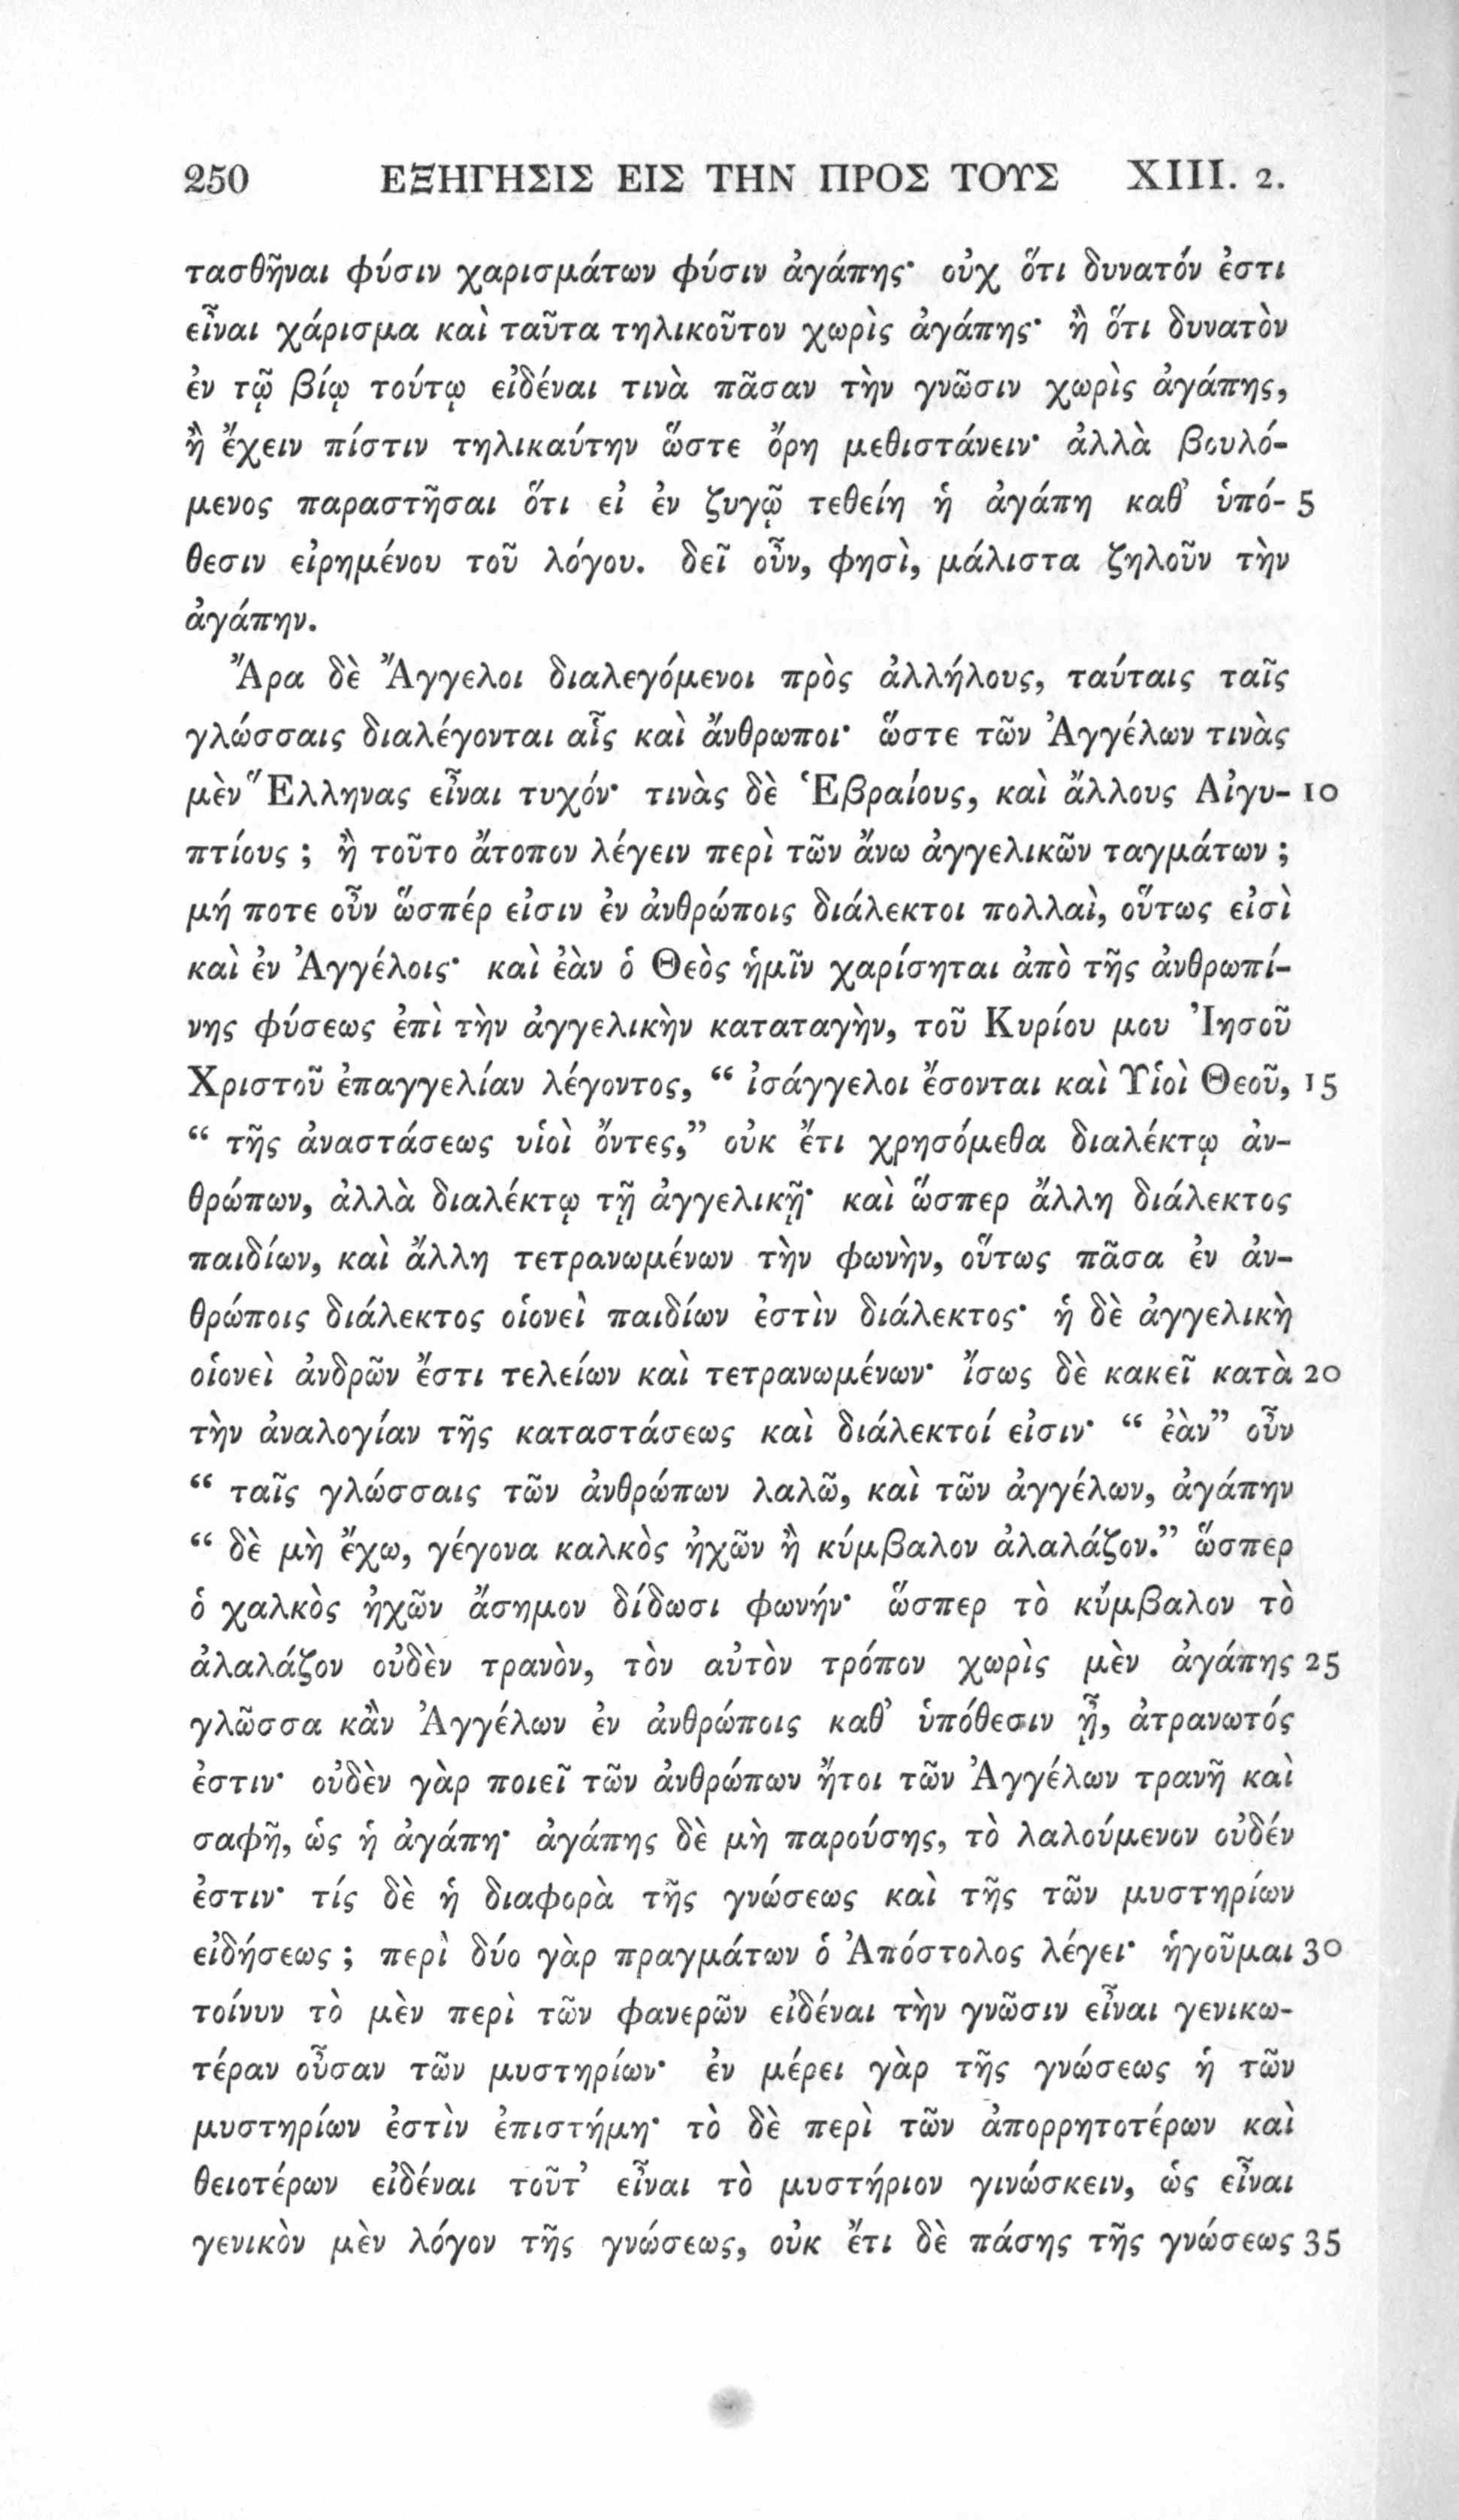 250 ΕΞΗΓΗΣΙΣ ΕΙΣ ΤΗΝ ΠΡΟΣ ΤΟΥΣ XIII. 2.
τασθῆναι φύσιν χαρισμάτων φύσιν ἀγάπης· οὐχ ὅτι δυνατόν ἐστι
εἶναι χάρισμα καὶ ταῦτα τηλικοῦτον χωρὶς ἀγάπης· ἢ ὅτι δυνατὸν
ἐν τῷ βίῳ τούτῳ εἰδέναι τινὰ πᾶσαν τὴν γνῶσιν χωρὶς ἀγάπης,
ἢ ἔχειν πίστιν τηλικαύτην ὥστε ὄρη μεθιστάνειν· ἀλλὰ βουλό-
μενος παραστῆσαι ὅτι εἰ ἐν ζυγῷ τεθείη ἡ ἀγάπη καθ’ ὑπό- 5
θεσιν εἰρημένου τοῦ λόγου. δεῖ οὖν, φησὶ, μάλιστα ζηλοῦν τὴν
ἀγάπην.
Ἄρα δὲ Ἄγγελοι διαλεγόμενοι πρὸς ἀλλήλους, ταύταις ταῖς
γλώσσαις διαλέγονται αἷς καὶ ἄνθρωποι· ὥστε τῶν Ἀγγέλων τινὰς
μὲν Ἕλληνας εἶναι τυχόν· τινὰς δὲ Ἑβραίους, καὶ ἄλλους Αἰγυ- 10
πτίους ; ἢ τοῦτο ἄτοπον λέγειν περὶ τῶν ἄνω ἀγγελικῶν ταγμάτων ;
μή ποτε οὖν ὥσπέρ εἰσιν ἐν ἀνθρώποις διάλεκτοι πολλαὶ, οὕτως εἰσὶ
καὶ ἐν Ἀγγέλοις· καὶ ἐὰν ὁ Θεὸς ἡμῖν χαρίσηται ἀπὸ τῆς ἀνθρωπί-
νης φύσεως ἐπὶ τὴν ἀγγελικὴν καταταγὴν, τοῦ Κυρίου μου Ἰησοῦ
Χριστοῦ ἐπαγγελίαν λέγοντος, “ ἰσάγγελοι ἔσονται καὶ Υἱοὶ Θεοῦ, 15
“ τῆς ἀναστάσεως υἱοὶ ὄντες,” οὐκ ἔτι χρησόμεθα διαλέκτῳ ἀν-
θρώπων, ἀλλὰ διαλέκτῳ τῇ ἀγγελικῇ· καὶ ὥσπερ ἄλλη διάλεκτος
παιδίων, καὶ ἄλλη τετρανωμένων τὴν φωνὴν, οὕτως πᾶσα ἐν ἀν-
θρώποις διάλεκτος οἱονεὶ παιδίων ἐστὶν διάλεκτος· ἡ δὲ ἀγγελικὴ
οἱονεὶ ἀνδρῶν ἔστι τελείων καὶ τετρανωμένων· ἴσως δὲ κακεῖ κατὰ 20
τὴν ἀναλογίαν τῆς καταστάσεως καὶ διάλεκτοί εἰσιν· “ ἐὰν” οὖν
“ ταῖς γλώσσαις τῶν ἀνθρώπων λαλῶ, καὶ τῶν ἀγγέλων, ἀγάπην
“ δὲ μὴ ἔχω, γέγονα καλκὸς ἠχῶν ἢ κύμβαλον ἀλαλάζον.” ὥσπερ
ὁ χαλκὸς ἠχῶν ἄσημον δίδωσι φωνήν· ὥσπερ τὸ κύμβαλον τὸ
ἀλαλάζον οὐδὲν τρανὸν, τὸν αὐτὸν τρόπον χωρὶς μὲν ἀγάπης 25
γλῶσσα κἂν Ἀγγέλων ἐν ἀνθρώποις καθ’ ὑπόθεσιν ᾖ, ἀτρανωτός
ἐστιν· οὐδὲν γὰρ ποιεῖ τῶν ἀνθρώπων ἤτοι τῶν Ἀγγέλων τρανῆ καὶ
σαφῆ, ὡς ἡ ἀγάπη· ἀγάπης δὲ μὴ παρούσης, τὸ λαλούμενον οὐδέν
ἐστιν· τίς δὲ ἡ διαφορὰ τῆς γνώσεως καὶ τῆς τῶν μυστηρίων
εἰδήσεως ; περὶ δύο γὰρ πραγμάτων ὁ Ἀπόστολος λέγει· ἡγοῦμαι 30
τοίνυν τὸ μὲν περὶ τῶν φανερῶν εἰδέναι τὴν γνῶσιν εἶναι γενικω-
τέραν οὖσαν τῶν μυστηρίων· ἐν μέρει γὰρ τῆς γνώσεως ἡ τῶν
μυστηρίων ἐστὶν ἐπιστήμη· τὸ δὲ περὶ τῶν ἀπορρητοτέρων καὶ
θειοτέρων εἰδέναι τοῦτ’ εἶναι τὸ μυστήριον γινώσκειν, ὡς εἶναι
γενικὸν μὲν λόγον τῆς γνώσεως, οὐκ ἔτι δὲ πάσης τῆς γνώσεως 35